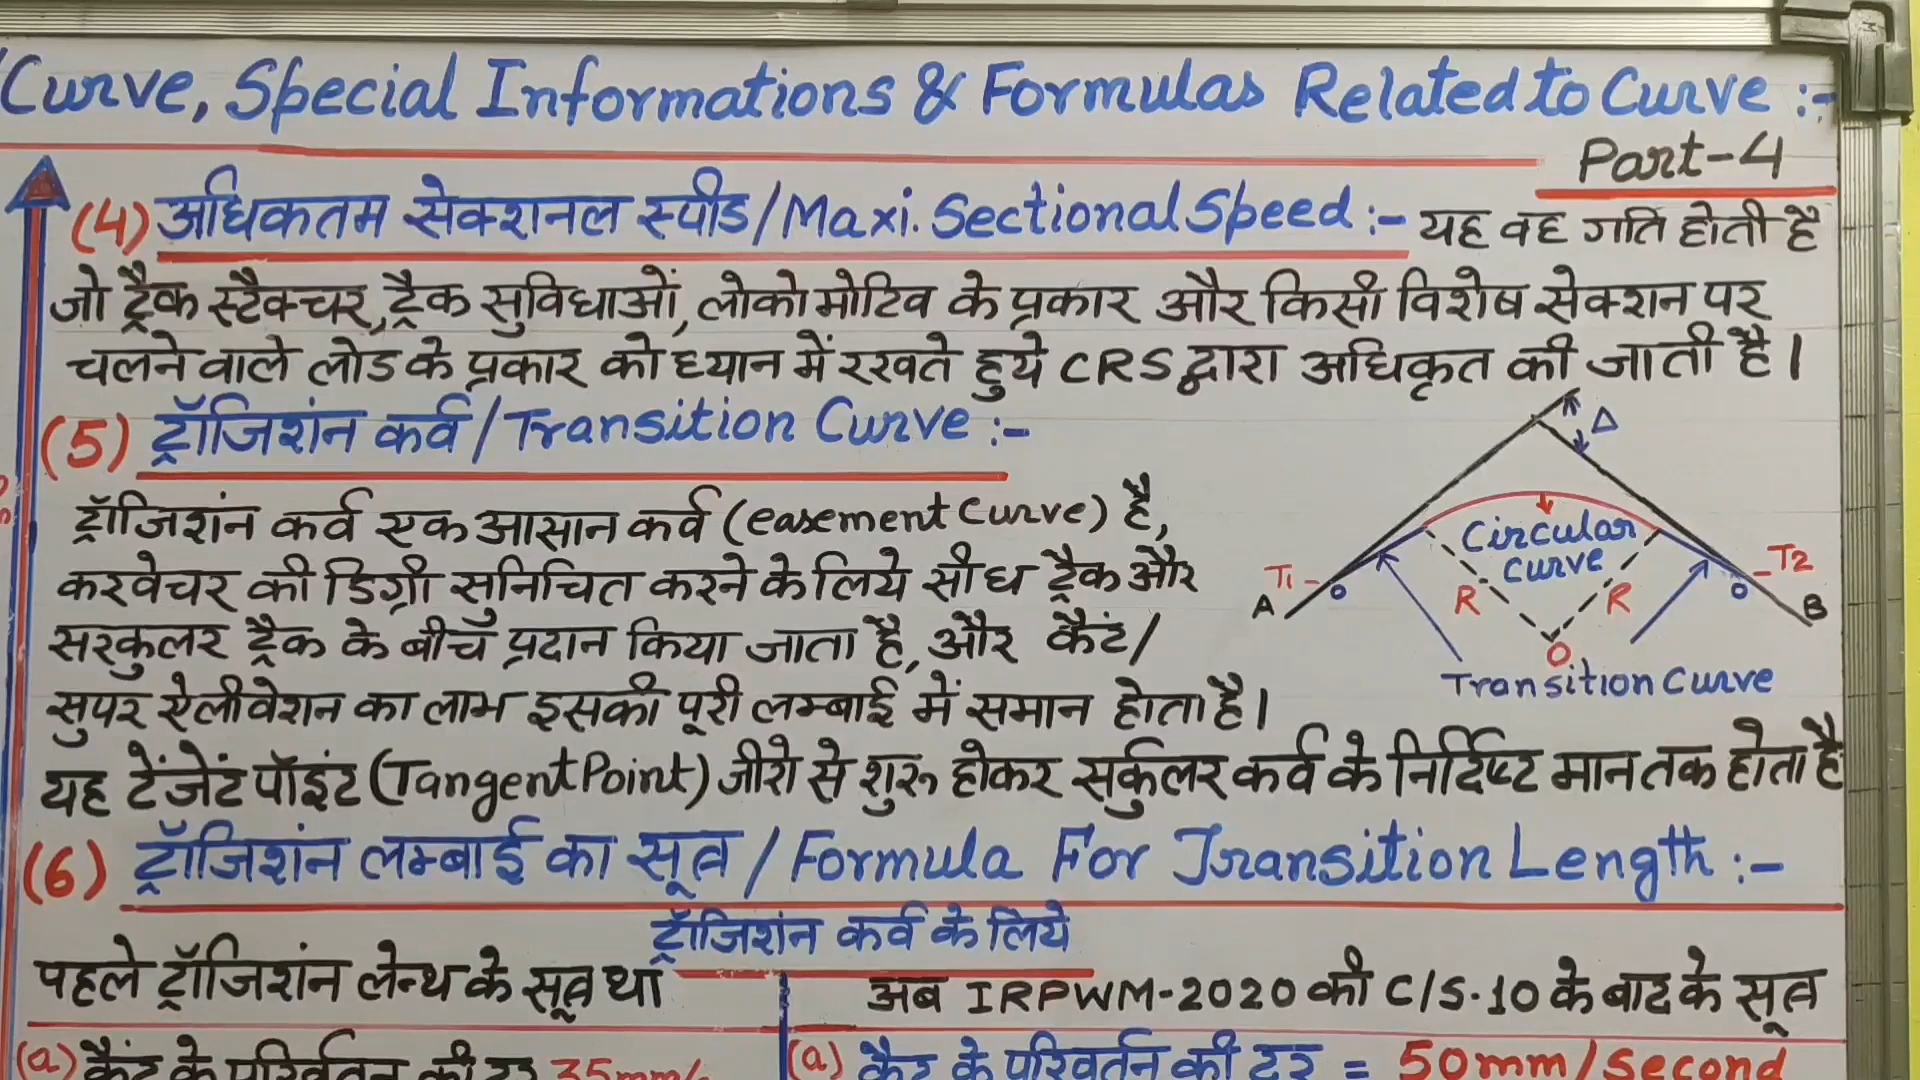 Curve, Special Informations & Formulas Related to Curve :-
Part-4
(4) अधिकतम सेक्शनल स्पीड/Maxi. Sectional Speed :- यह वह गति होती है
जो ट्रैक स्टैक्चर, ट्रैक सुविधाओं, लोकोमोटिव के प्रकार और किसी विशेष सेक्शन पर
चलने वाले लोड के प्रकार को ध्यान में रखते हुये CRS द्वारा अधिकृत की जाती है।
(5) ट्रॉजिशंन कर्व/Transition Curve :-
ट्रॉजिशंन कर्व एक आसान कर्व (easement curve) है,
करवेचर की डिग्री सुनिचित करने के लिये सीध ट्रैक और
सरकुलर ट्रैक के बीच प्रदान किया जाता है, और कैंट/
सुपर ऐलीवेशन का लाभ इसकी पूरी लम्बाई में समान होता है।
Δ
Circular
curve
T1
T2
A
O
R
R
O
B
O
Transition Curve
यह टेंजेंट पॉइंट (Tangent Point) जीरो से शुरू होकर सर्कुलर कर्व के निर्दिष्ट मान तक होता है
(6) ट्रॉजिशंन लम्बाई का सूत्र / Formula For Transition Length :-
ट्रॉजिशंन कर्व के लिये
पहले ट्रॉजिशंन लेन्थ के सूत्र था
अब IRPWM-2020 की C/S.10 के बाद के सूत्र
(a) कैंट के परिर्वतन की दर 35mm/
(a) कैट के परिवर्तन की दर = 50mm/second